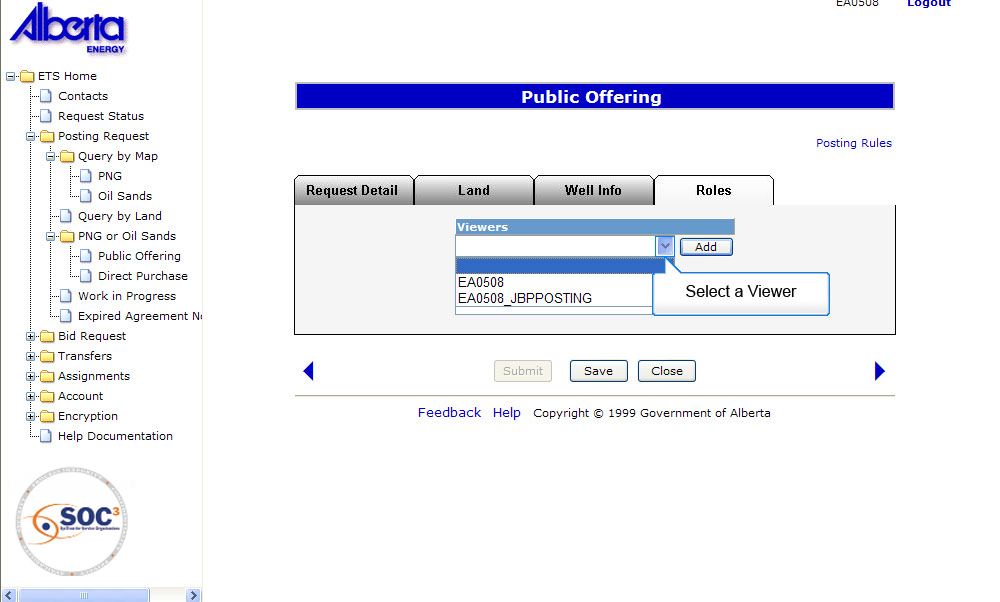 EA0508 Logout
Alberta
ENERGY
ETS Home
Contacts
Request Status
Posting Request
Query by Map
PNG
Oil Sands
Query by Land
PNG or Oil Sands
Public Offering
Direct Purchase
Work in Progress
Expired Agreement No
Bid Request
Transfers
Assignments
Account
Encryption
Help Documentation
SOC3
Public Offering
Posting Rules
Request Detail Land Well Info Roles
Viewers
Add
EA0508
EA0508_JBPPOSTING
Select a Viewer
Submit Save Close
Feedback Help Copyright © 1999 Government of Alberta